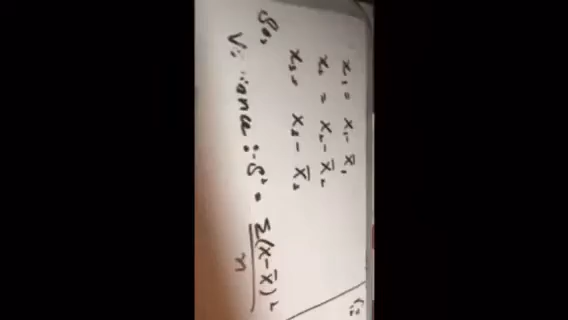 x₁ = X₁ - X̄₁
x₂ = X₂ - X̄₂
x₃ = X₃ - X̄₃
So,
Variance :- S² = Σ(X-X̄)² / n